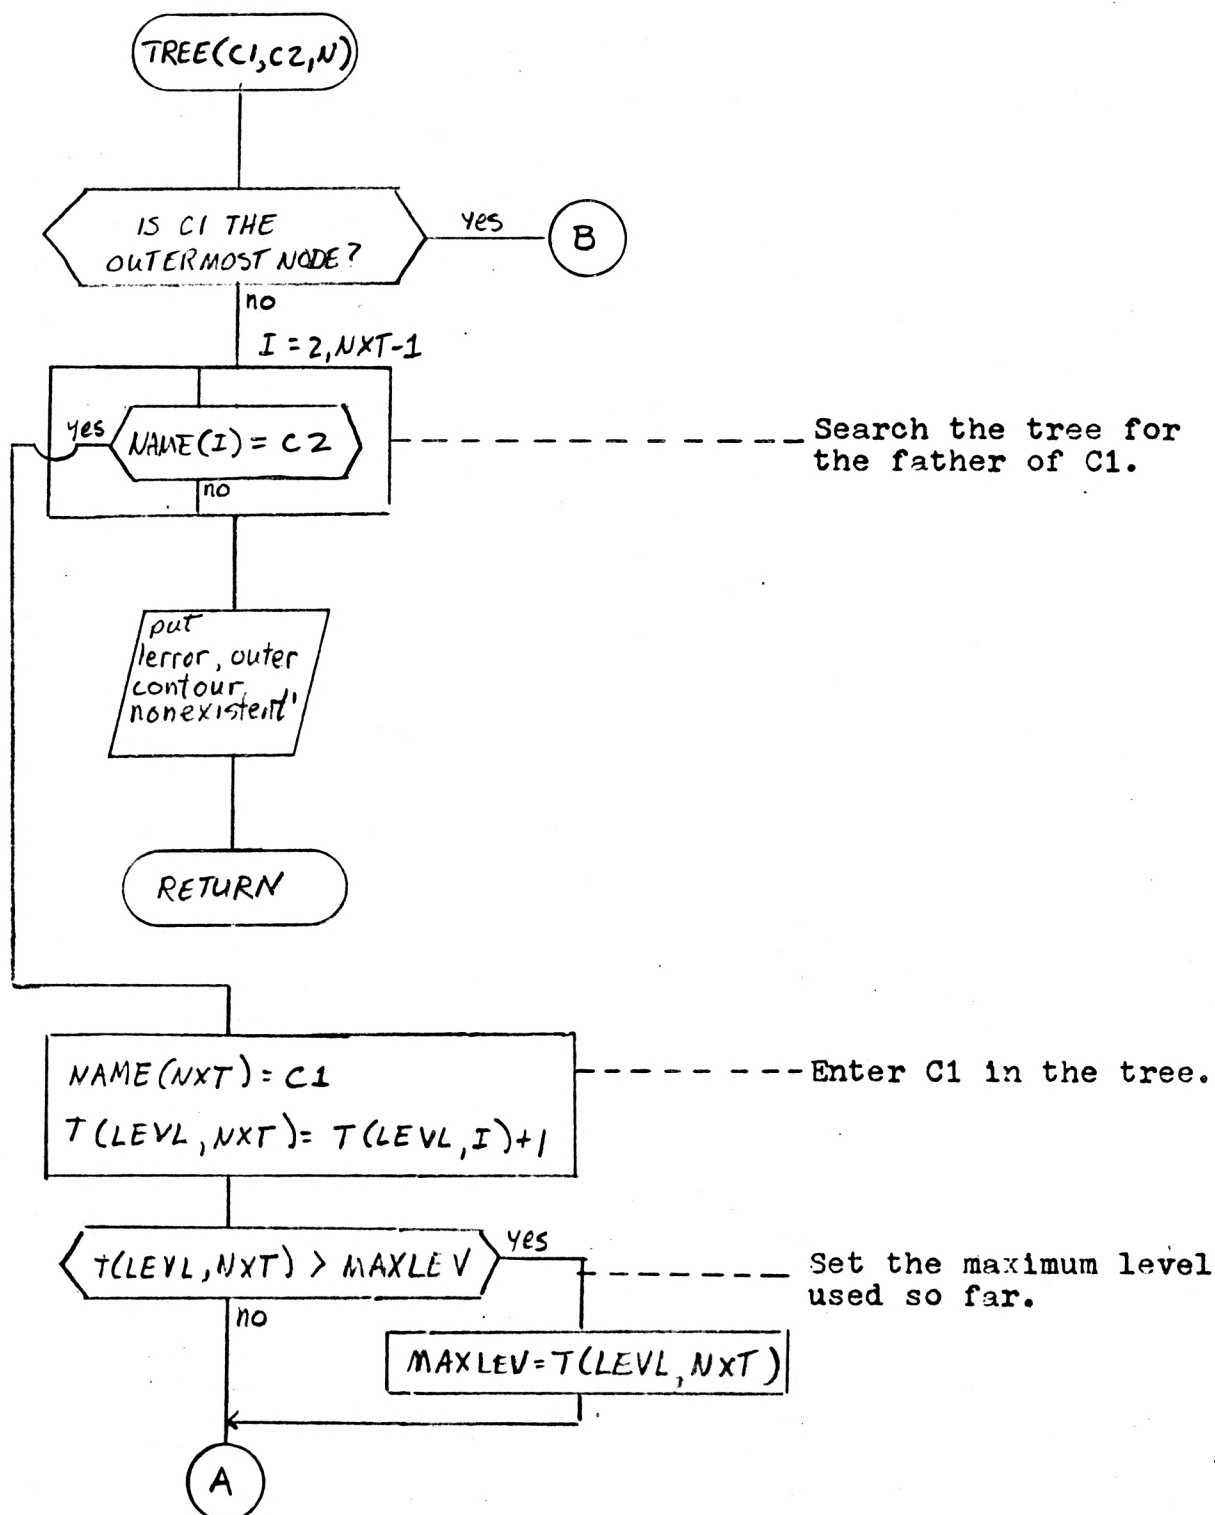 TREE(C1,C2,N)
IS C1 THE
OUTERMOST NODE?
yes
B
no
I = 2, NXT-1
yes
NAME(I) = C2
no
Search the tree for
the father of C1.
put
'error, outer
contour
nonexistent'
RETURN
NAME(NXT) = C1
T(LEVL,NXT) = T(LEVL,I)+1
Enter C1 in the tree.
T(LEVL,NXT) > MAXLEV
yes
Set the maximum level
used so far.
no
MAXLEV=T(LEVL,NXT)
A